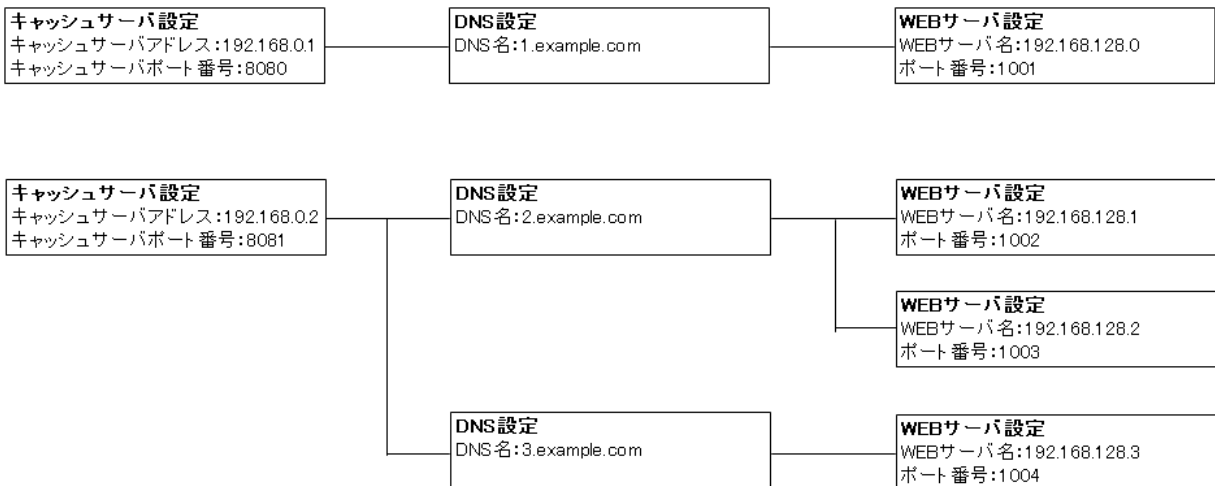 キャッシュサーバ設定
キャッシュサーバアドレス:192.168.0.1
キャッシュサーバポート番号:8080
DNS設定
DNS名:1.example.com
WEBサーバ設定
WEBサーバ名:192.168.128.0
ポート番号:1001
キャッシュサーバ設定
キャッシュサーバアドレス:192.168.0.2
キャッシュサーバポート番号:8081
DNS設定
DNS名:2.example.com
WEBサーバ設定
WEBサーバ名:192.168.128.1
ポート番号:1002
WEBサーバ設定
WEBサーバ名:192.168.128.2
ポート番号:1003
DNS設定
DNS名:3.example.com
WEBサーバ設定
WEBサーバ名:192.168.128.3
ポート番号:1004